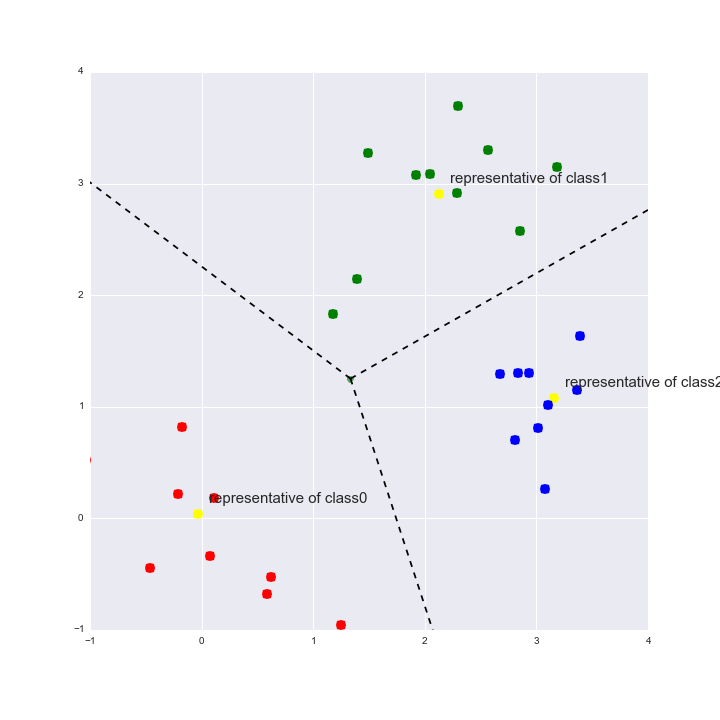 4
representative of class1
3
2
representative of class2
1
representative of class0
0
−1
−1 0 1 2 3 4